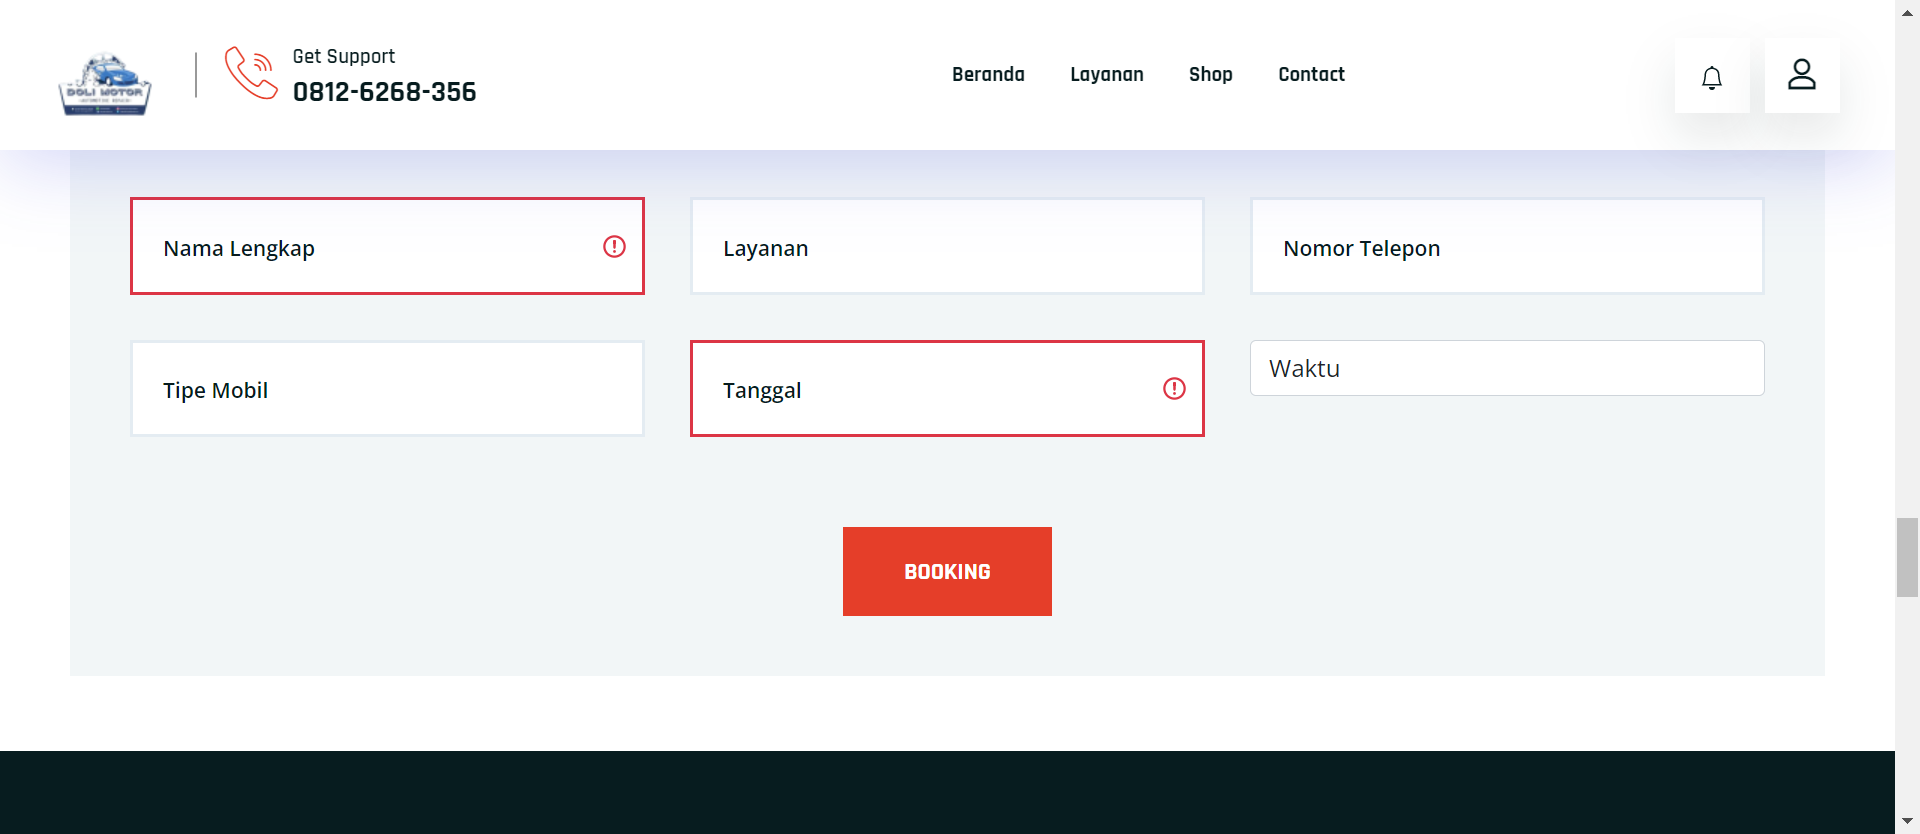 DOLI MOTOR
Get Support
0812-6268-356
Beranda
Layanan
Shop
Contact
Nama Lengkap
Layanan
Nomor Telepon
Tipe Mobil
Tanggal
Waktu
BOOKING